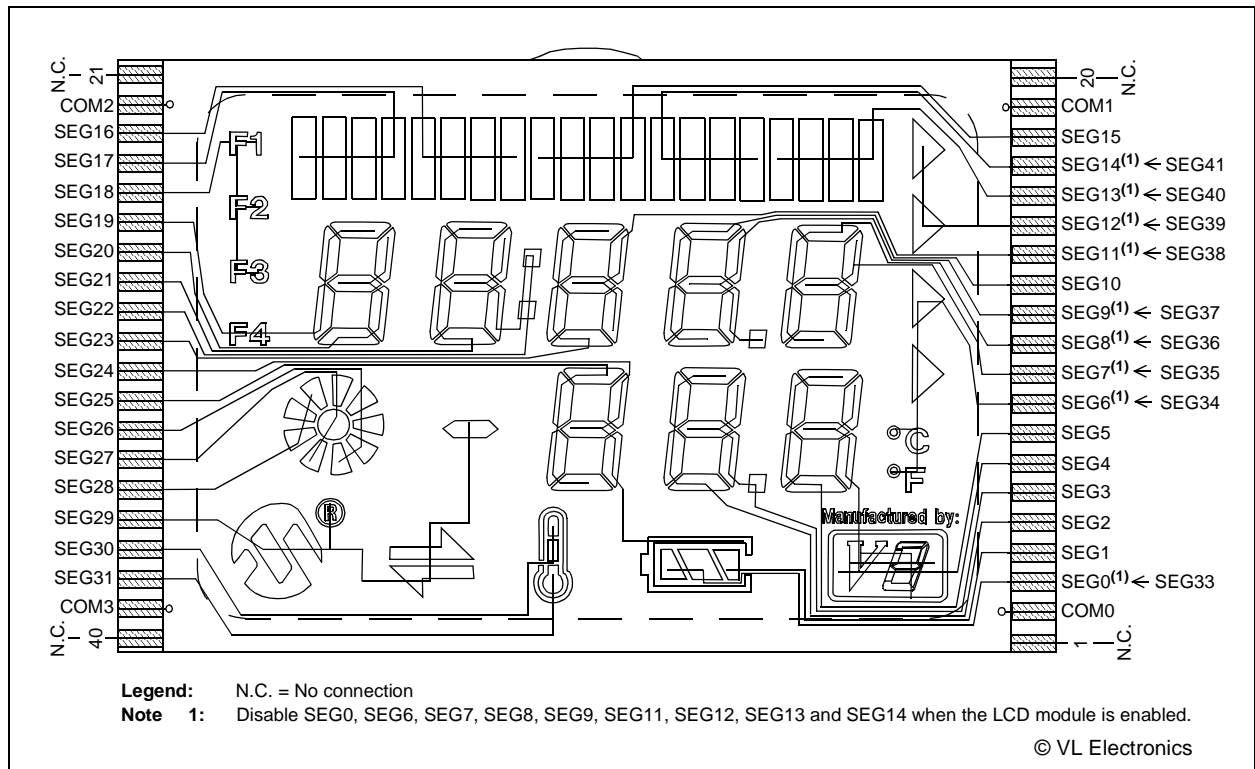 N.C.
21
COM2
SEG16
SEG17
SEG18
SEG19
SEG20
SEG21
SEG22
SEG23
SEG24
SEG25
SEG26
SEG27
SEG28
SEG29
SEG30
SEG31
COM3
N.C.
40
F1
F2
F3
F4
®
°C
°F
Manufactured by:
20
N.C.
COM1
SEG15
SEG14(1) ← SEG41
SEG13(1) ← SEG40
SEG12(1) ← SEG39
SEG11(1) ← SEG38
SEG10
SEG9(1) ← SEG37
SEG8(1) ← SEG36
SEG7(1) ← SEG35
SEG6(1) ← SEG34
SEG5
SEG4
SEG3
SEG2
SEG1
SEG0(1) ← SEG33
COM0
1
N.C.
Legend: N.C. = No connection
Note 1: Disable SEG0, SEG6, SEG7, SEG8, SEG9, SEG11, SEG12, SEG13 and SEG14 when the LCD module is enabled.
© VL Electronics